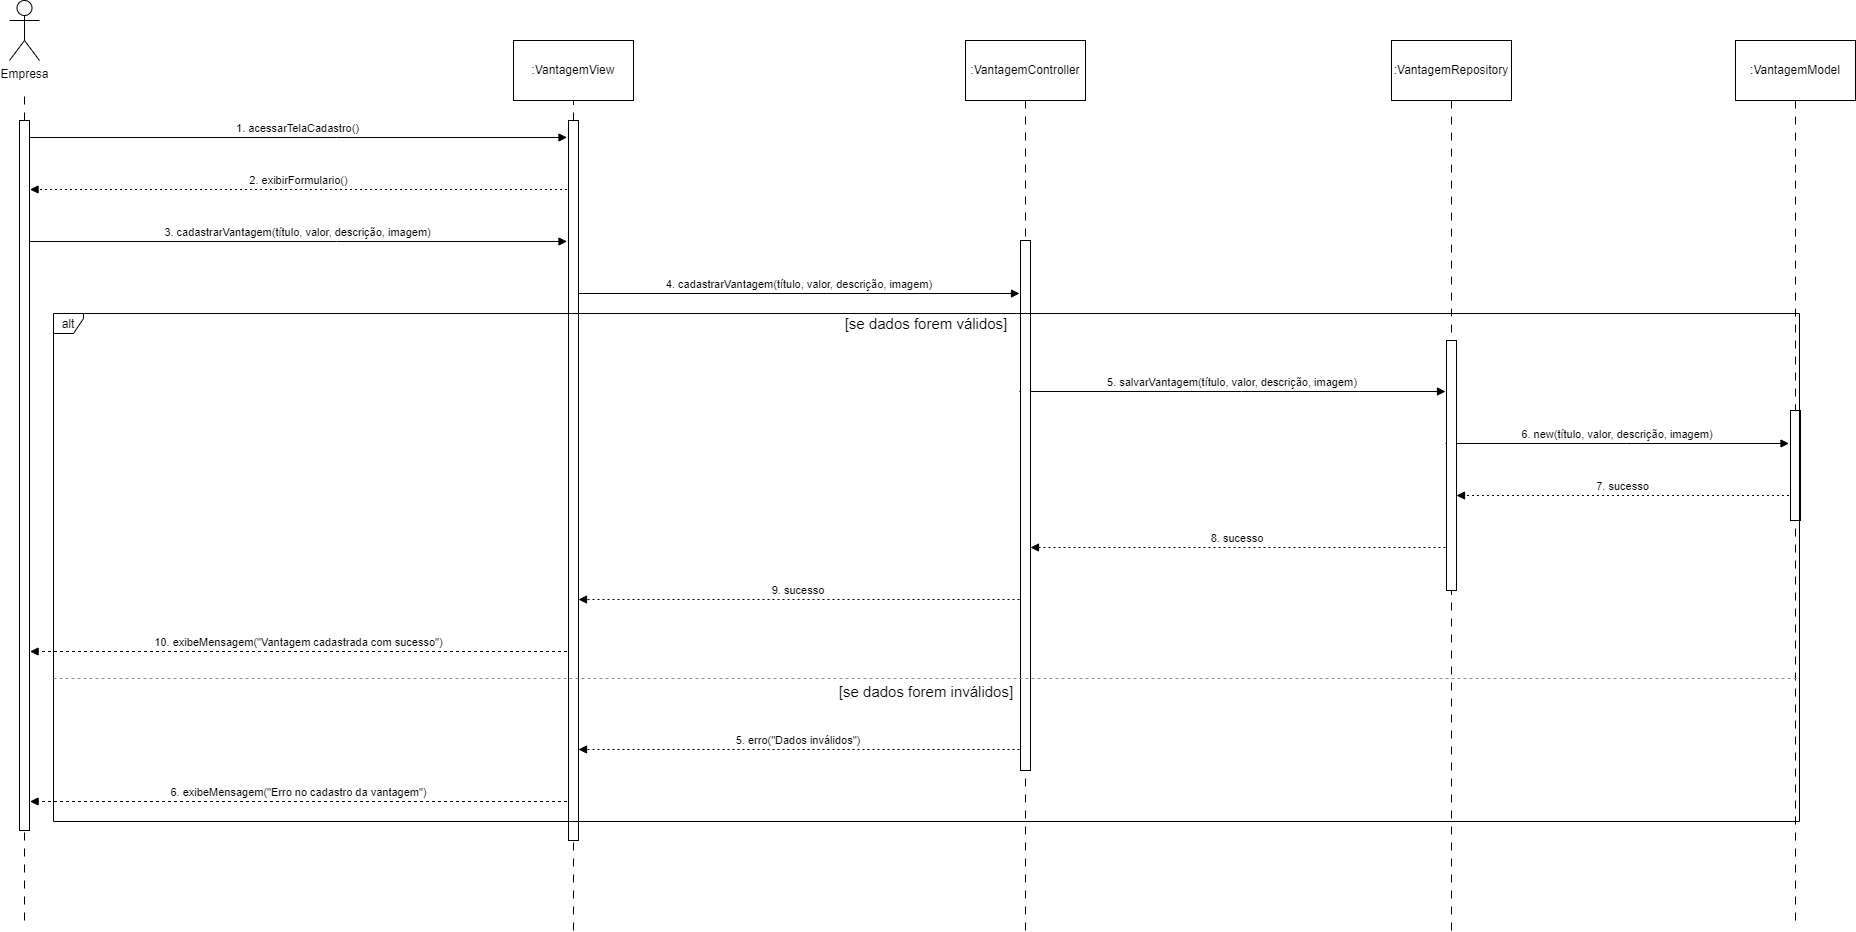 Empresa
:VantagemView
:VantagemController
:VantagemRepository
:VantagemModel
1. acessarTelaCadastro()
2. exibirFormulario()
3. cadastrarVantagem(título, valor, descrição, imagem)
4. cadastrarVantagem(título, valor, descrição, imagem)
alt
[se dados forem válidos]
5. salvarVantagem(título, valor, descrição, imagem)
6. new(título, valor, descrição, imagem)
7. sucesso
8. sucesso
9. sucesso
10. exibeMensagem("Vantagem cadastrada com sucesso")
[se dados forem inválidos]
5. erro("Dados inválidos")
6. exibeMensagem("Erro no cadastro da vantagem")